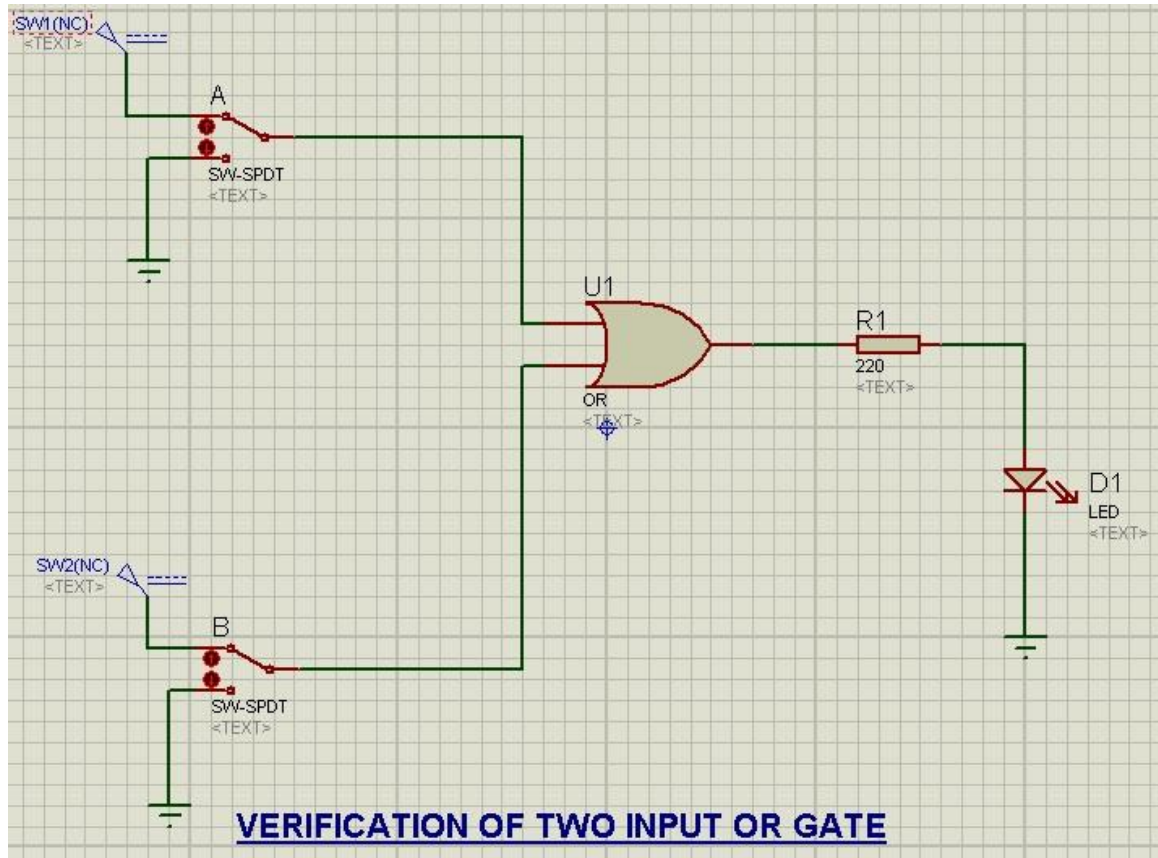 SW1(NC)
<TEXT>
A
SW-SPDT
<TEXT>
U1
OR
<TEXT>
R1
220
<TEXT>
D1
LED
<TEXT>
SW2(NC)
<TEXT>
B
SW-SPDT
<TEXT>
VERIFICATION OF TWO INPUT OR GATE